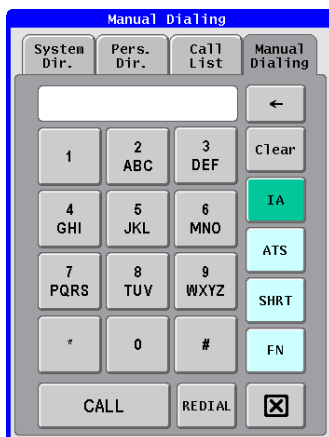 Manual Dialing
System Dir.
Pers. Dir.
Call List
Manual Dialing
←
1
2 ABC
3 DEF
Clear
4 GHI
5 JKL
6 MNO
IA
7 PQRS
8 TUV
9 WXYZ
ATS
SHRT
*
0
#
FN
CALL
REDIAL